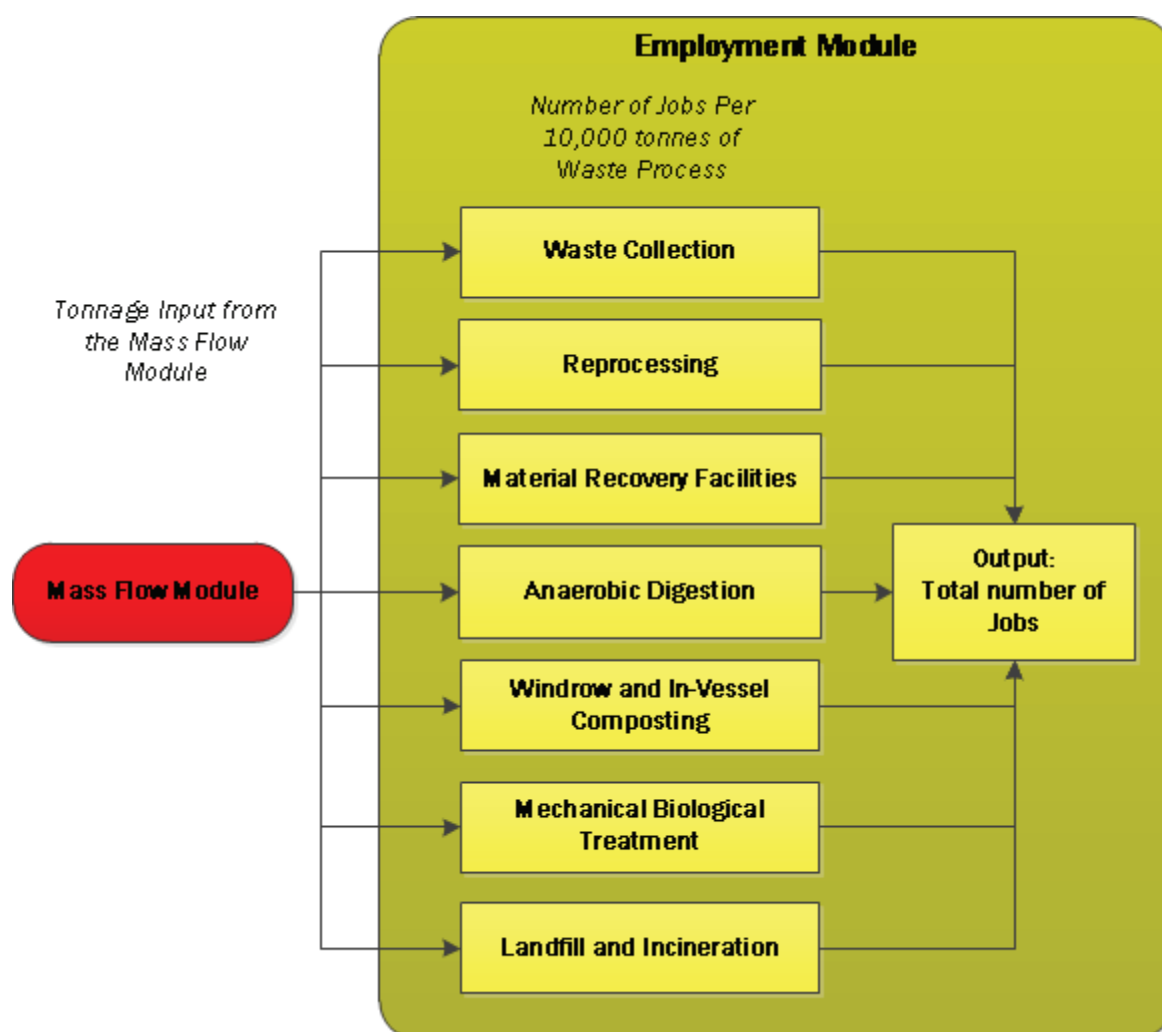 Employment Module
Number of Jobs Per
10,000 tonnes of
Waste Process
Waste Collection
Tonnage Input from
the Mass Flow
Module
Reprocessing
Material Recovery Facilities
Mass Flow Module
Anaerobic Digestion
Output:
Total number of
Jobs
Windrow and In-Vessel
Composting
Mechanical Biological
Treatment
Landfill and Incineration